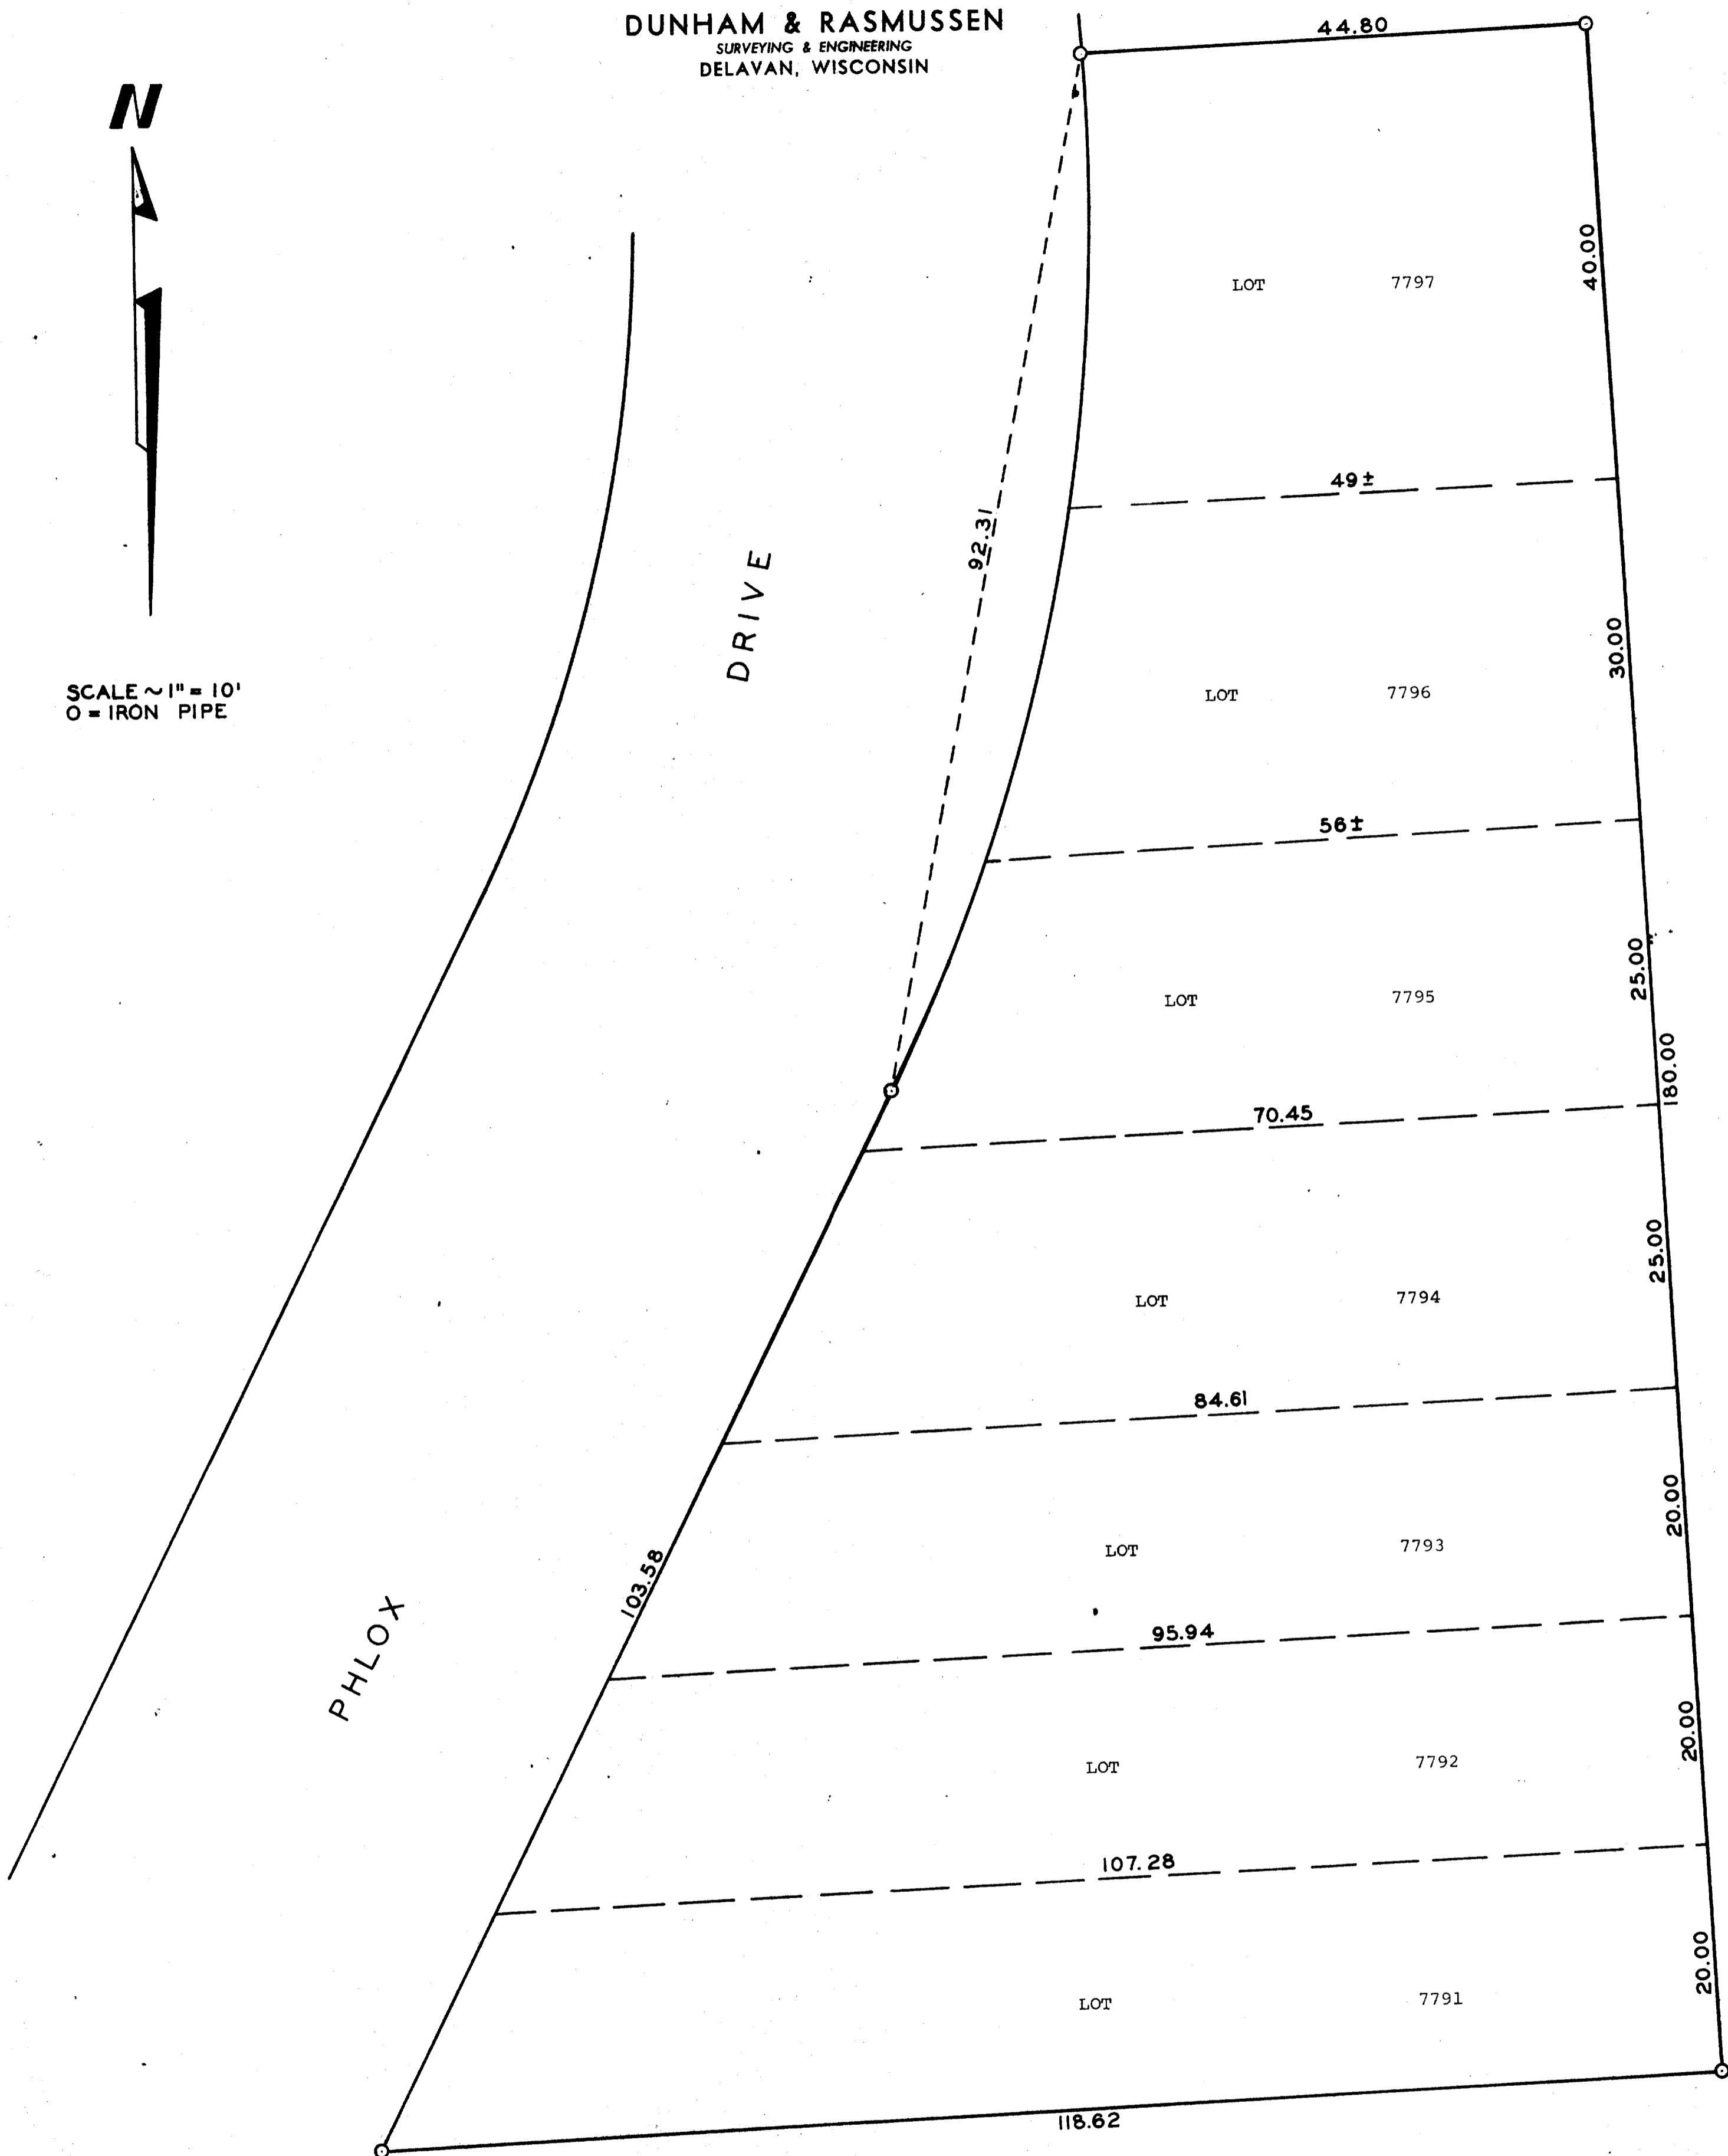 DUNHAM & RASMUSSEN
SURVEYING & ENGINEERING
DELAVAN, WISCONSIN
N
SCALE ~ 1" = 10'
O = IRON PIPE
44.80
40.00
LOT 7797
49±
92.31
DRIVE
30.00
LOT 7796
56±
25.00
LOT 7795
180.00
70.45
25.00
LOT 7794
84.61
20.00
LOT 7793
103.58
PHLOX
95.94
20.00
LOT 7792
107.28
20.00
LOT 7791
118.62